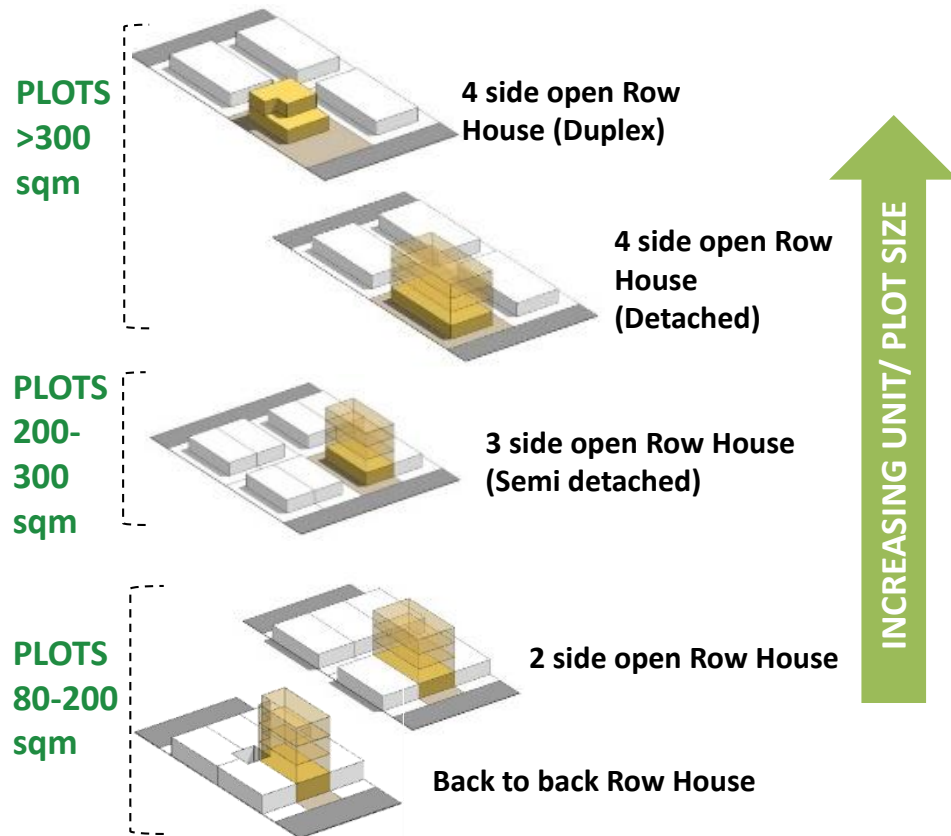 PLOTS
>300
sqm
4 side open Row
House (Duplex)
4 side open Row
House
(Detached)
PLOTS
200-
300
sqm
3 side open Row House
(Semi detached)
PLOTS
80-200
sqm
2 side open Row House
Back to back Row House
INCREASING UNIT/ PLOT SIZE